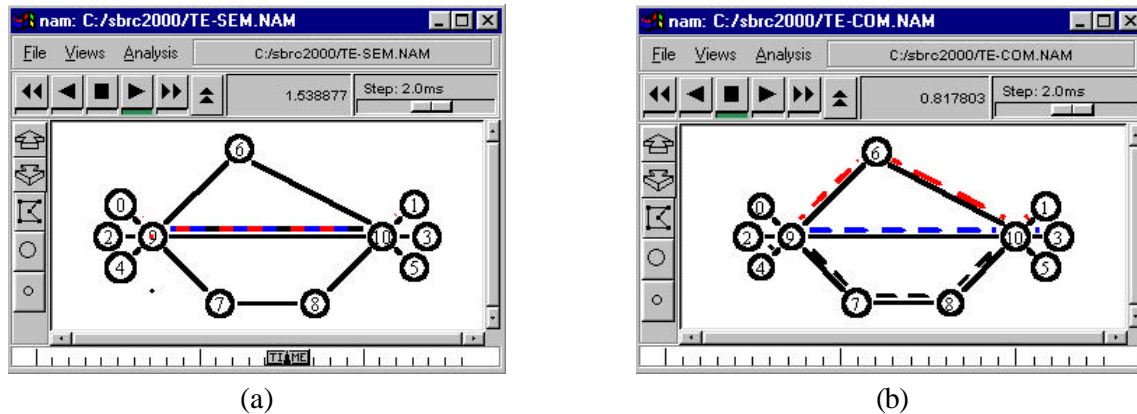 nam: C:/sbrc2000/TE-SEM.NAM
File Views Analysis C:/sbrc2000/TE-SEM.NAM
1.538877 Step: 2.0ms
6
0 1
2 9 10 3
4 5
7 8
TIME
(a)
nam: C:/sbrc2000/TE-COM.NAM
File Views Analysis C:/sbrc2000/TE-COM.NAM
0.817803 Step: 2.0ms
6
0 1
2 9 10 3
4 5
7 8
(b)